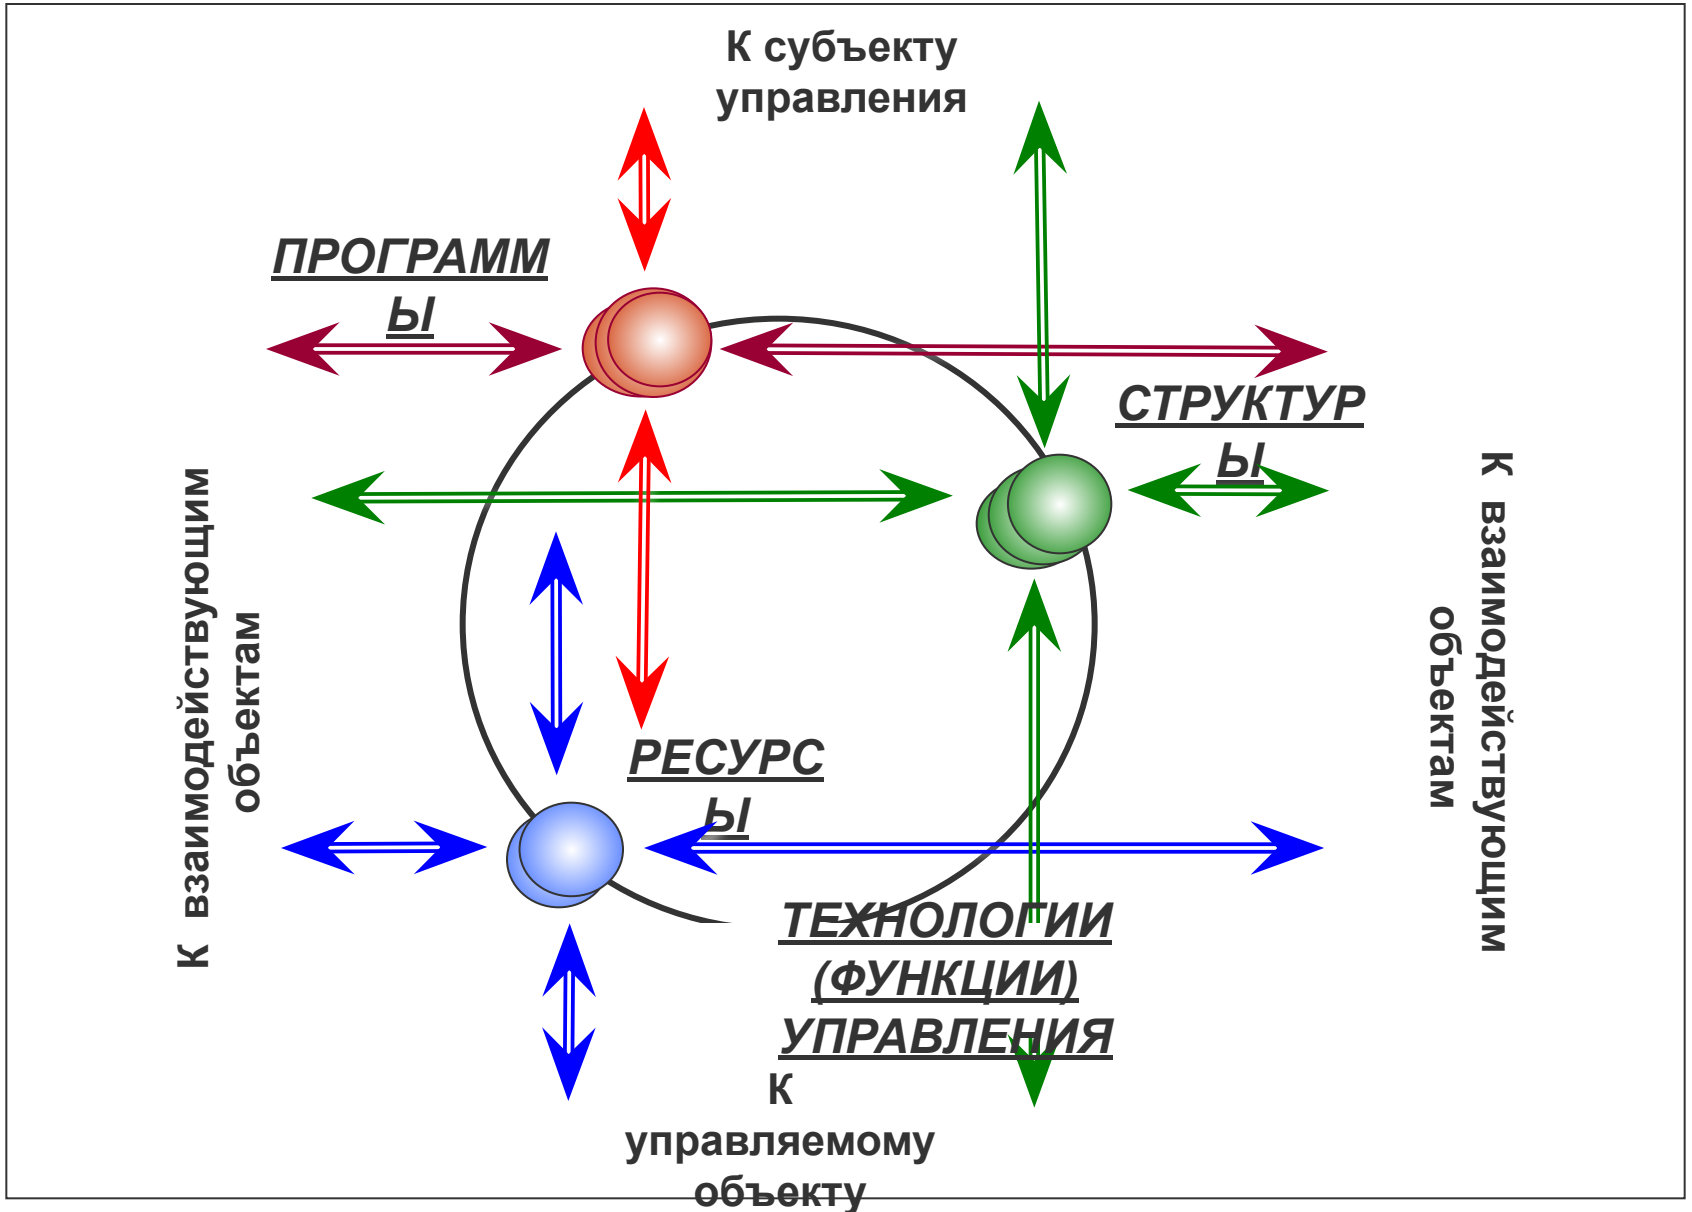 К субъекту
управления
ПРОГРАММ
Ы
СТРУКТУР
Ы
К взаимодействующим
объектам
К взаимодействующим
объектам
РЕСУРС
Ы
ТЕХНОЛОГИИ
(ФУНКЦИИ)
УПРАВЛЕНИЯ
К
управляемому
объекту